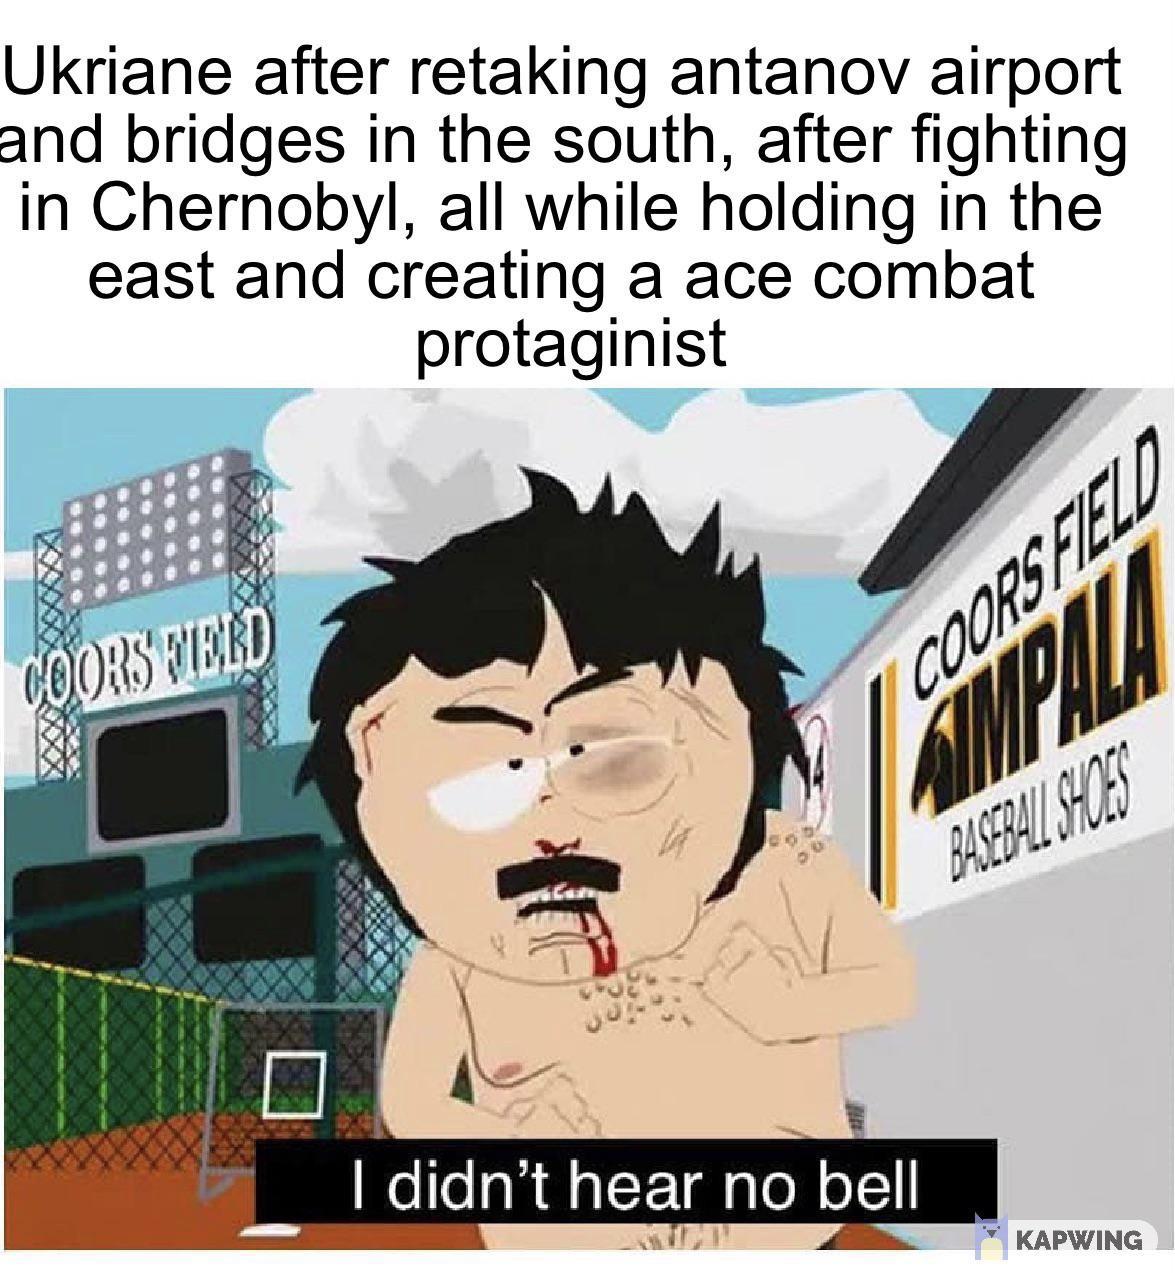 Ukriane after retaking antanov airport
and bridges in the south, after fighting
in Chernobyl, all while holding in the
east and creating a ace combat
protaginist
COORS FIELD
COORS FIELD
IMPALA
BASEBALL SHOES
14
I didn't hear no bell
KAPWING